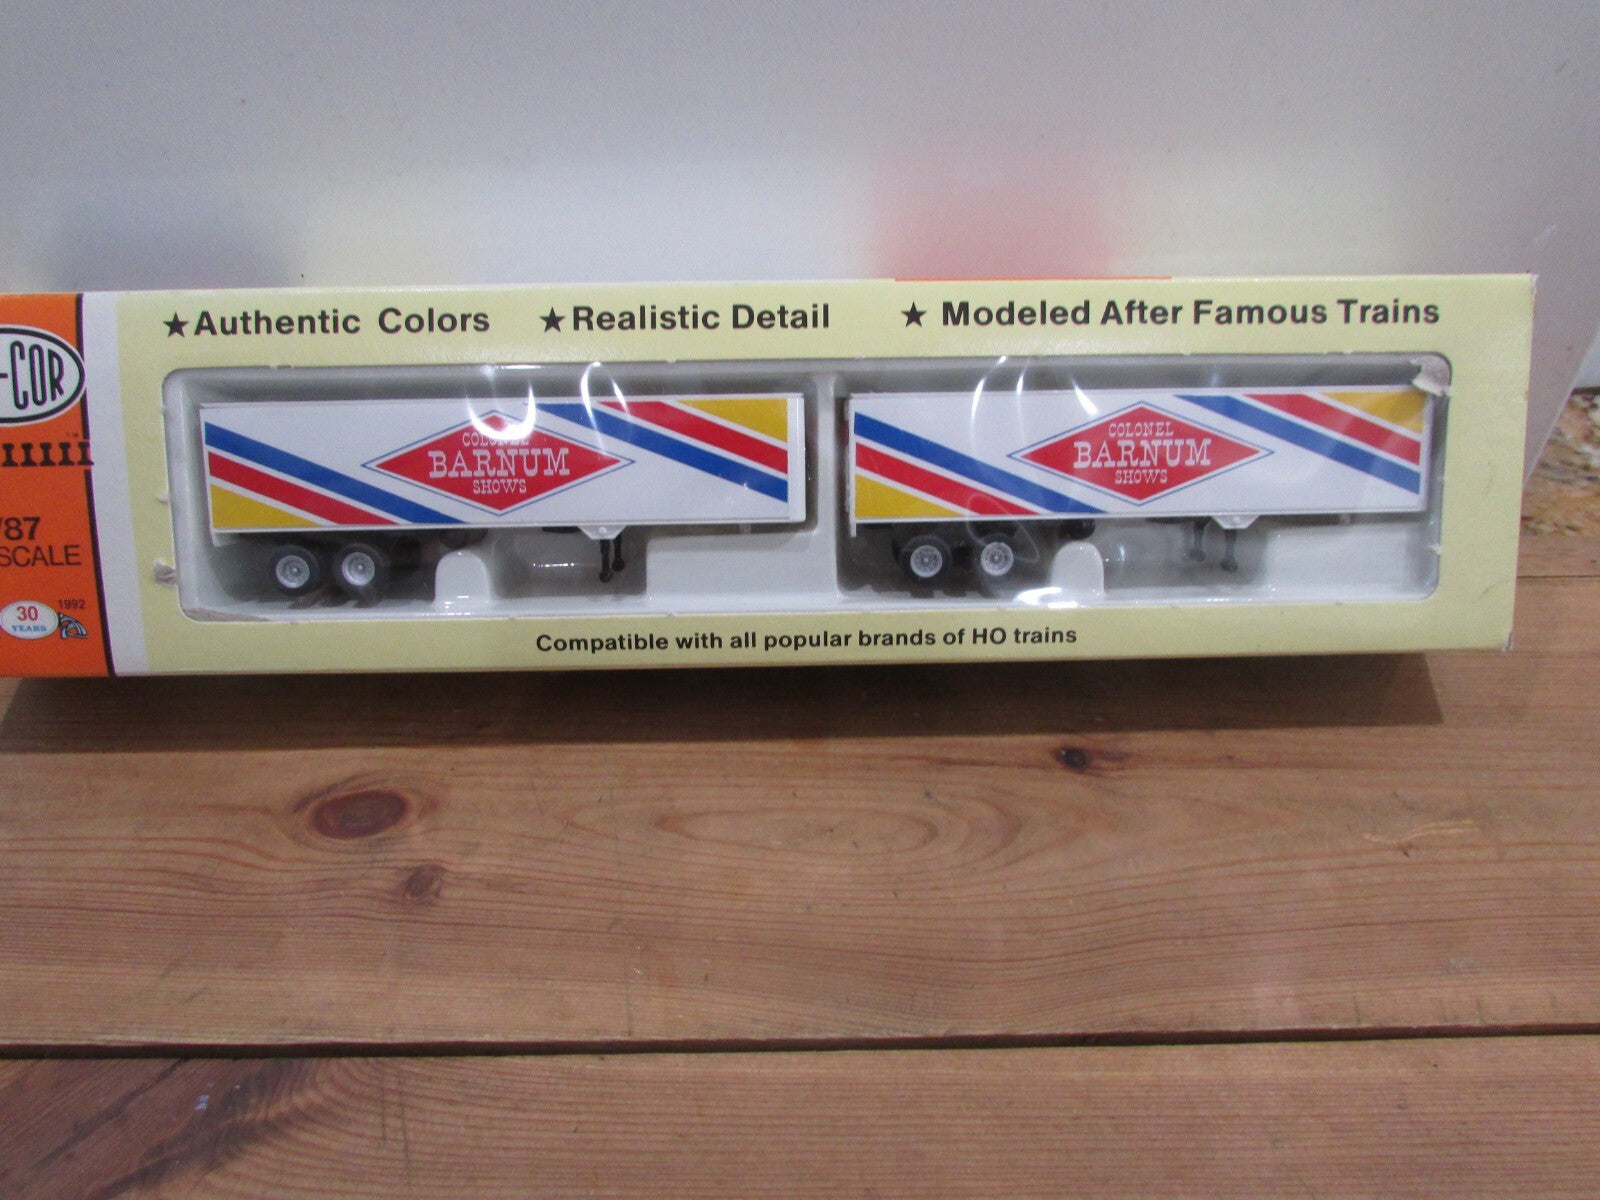 ★Authentic Colors ★Realistic Detail ★ Modeled After Famous Trains
-COR
™
/87
SCALE
30
YEARS
1992
COLONEL
BARNUM
SHOWS
COLONEL
BARNUM
SHOWS
Compatible with all popular brands of HO trains